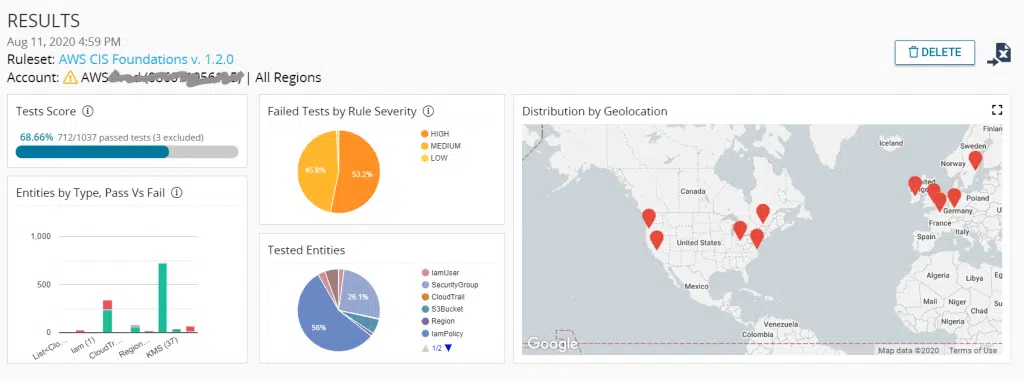 RESULTS
Aug 11, 2020 4:59 PM
Ruleset: AWS CIS Foundations v. 1.2.0
Account: AWS | All Regions
DELETE
Tests Score
68.66% 712/1037 passed tests (3 excluded)
Entities by Type, Pass Vs Fail
1,000
500
0
List<Clo...
Iam (1)
CloudTr...
Region...
KMS (37)
Failed Tests by Rule Severity
45.8%
53.2%
HIGH
MEDIUM
LOW
Tested Entities
26.1%
56%
IamUser
SecurityGroup
CloudTrail
S3Bucket
Region
IamPolicy
1/2
Distribution by Geolocation
Iceland
Finlan
Sweden
Norway
Canada
United
Poland
Germany
France
Italy
Spain
United States
Algeria
Libya
Mexico
Mali
Niger
Chad
Nigeria
Venezuela
Colombia
Google
Map data ©2020
Terms of Use